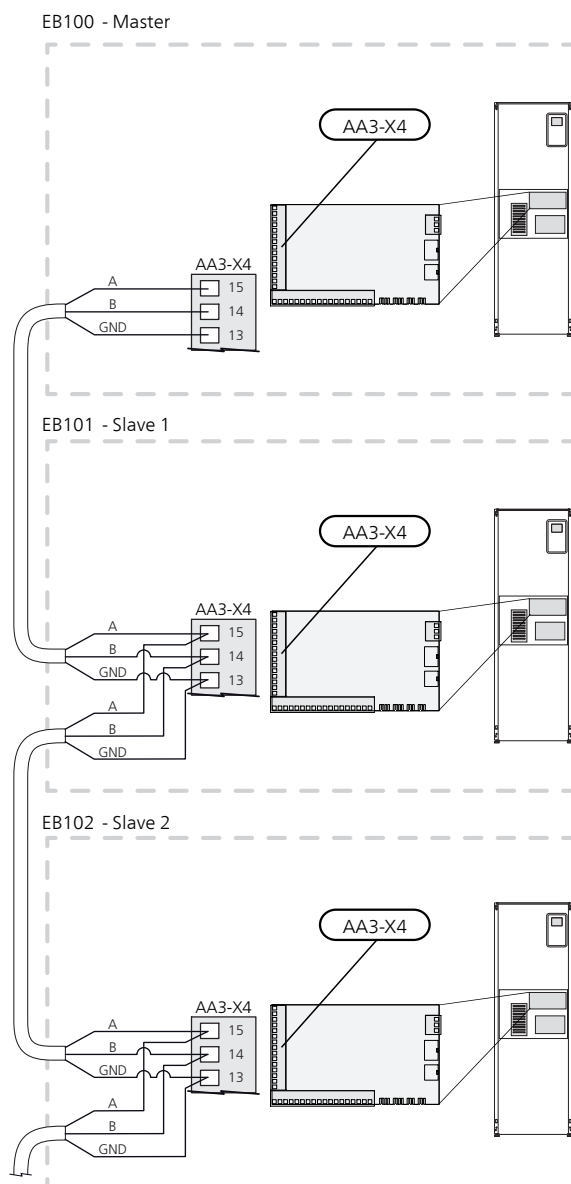 EB100 - Master
AA3-X4
AA3-X4
A
15
B
14
GND
13
EB101 - Slave 1
AA3-X4
AA3-X4
A
15
B
14
GND
13
A
B
GND
EB102 - Slave 2
AA3-X4
AA3-X4
A
15
B
14
GND
13
A
B
GND